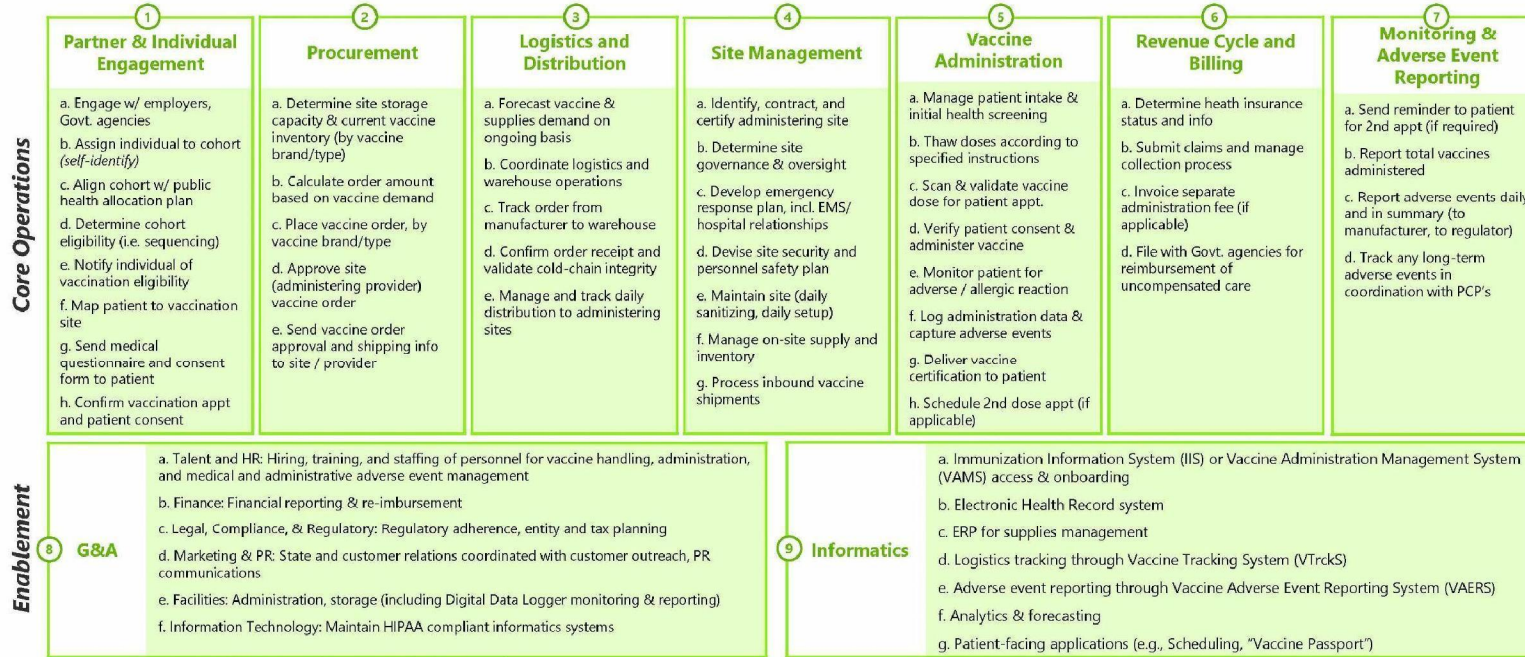 Core Operations
1
Partner & Individual
Engagement
a. Engage w/ employers,
Govt. agencies
b. Assign individual to cohort
(self-identify)
c. Align cohort w/ public
health allocation plan
d. Determine cohort
eligibility (i.e. sequencing)
e. Notify individual of
vaccination eligibility
f. Map patient to vaccination
site
g. Send medical
questionnaire and consent
form to patient
h. Confirm vaccination appt
and patient consent
2
Procurement
a. Determine site storage
capacity & current vaccine
inventory (by vaccine
brand/type)
b. Calculate order amount
based on vaccine demand
c. Place vaccine order, by
vaccine brand/type
d. Approve site
(administering provider)
vaccine order
e. Send vaccine order
approval and shipping info
to site / provider
3
Logistics and
Distribution
a. Forecast vaccine &
supplies demand on
ongoing basis
b. Coordinate logistics and
warehouse operations
c. Track order from
manufacturer to warehouse
d. Confirm order receipt and
validate cold-chain integrity
e. Manage and track daily
distribution to administering
sites
4
Site Management
a. Identify, contract, and
certify administering site
b. Determine site
governance & oversight
c. Develop emergency
response plan, incl. EMS/
hospital relationships
d. Devise site security and
personnel safety plan
e. Maintain site (daily
sanitizing, daily setup)
f. Manage on-site supply and
inventory
g. Process inbound vaccine
shipments
5
Vaccine
Administration
a. Manage patient intake &
initial health screening
b. Thaw doses according to
specified instructions
c. Scan & validate vaccine
dose for patient appt.
d. Verify patient consent &
administer vaccine
e. Monitor patient for
adverse / allergic reaction
f. Log administration data &
capture adverse events
g. Deliver vaccine
certification to patient
h. Schedule 2nd dose appt (if
applicable)
6
Revenue Cycle and
Billing
a. Determine heath insurance
status and info
b. Submit claims and manage
collection process
c. Invoice separate
administration fee (if
applicable)
d. File with Govt. agencies for
reimbursement of
uncompensated care
7
Monitoring &
Adverse Event
Reporting
a. Send reminder to patient
for 2nd appt (if required)
b. Report total vaccines
administered
c. Report adverse events daily
and in summary (to
manufacturer, to regulator)
d. Track any long-term
adverse events in
coordination with PCP's
Enablement
8
G&A
a. Talent and HR: Hiring, training, and staffing of personnel for vaccine handling, administration,
and medical and administrative adverse event management
b. Finance: Financial reporting & re-imbursement
c. Legal, Compliance, & Regulatory: Regulatory adherence, entity and tax planning
d. Marketing & PR: State and customer relations coordinated with customer outreach, PR
communications
e. Facilities: Administration, storage (including Digital Data Logger monitoring & reporting)
f. Information Technology: Maintain HIPAA compliant informatics systems
9
Informatics
a. Immunization Information System (IIS) or Vaccine Administration Management System
(VAMS) access & onboarding
b. Electronic Health Record system
c. ERP for supplies management
d. Logistics tracking through Vaccine Tracking System (VTrckS)
e. Adverse event reporting through Vaccine Adverse Event Reporting System (VAERS)
f. Analytics & forecasting
g. Patient-facing applications (e.g., Scheduling, "Vaccine Passport")